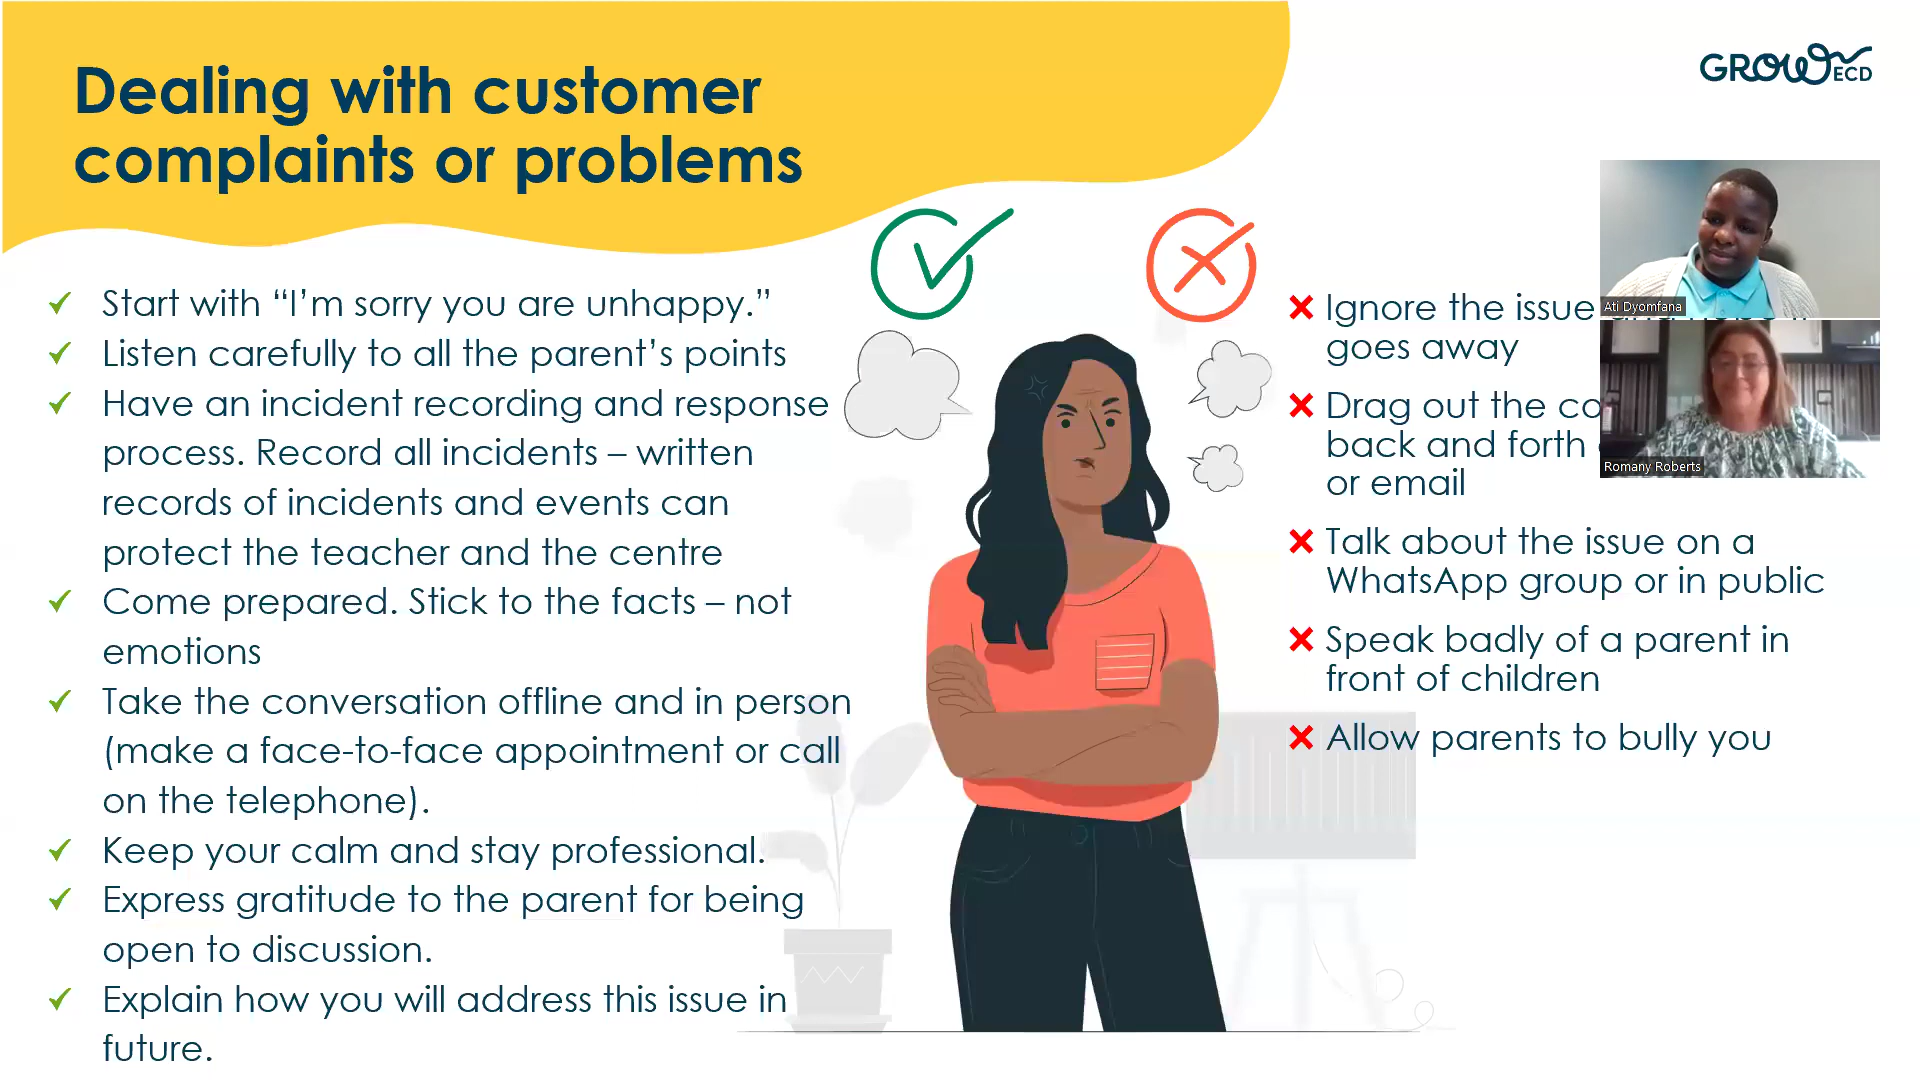 Dealing with customer
complaints or problems
GROW ECD
Start with “I’m sorry you are unhappy.”
Listen carefully to all the parent’s points
Have an incident recording and response
process. Record all incidents – written
records of incidents and events can
protect the teacher and the centre
Come prepared. Stick to the facts – not
emotions
Take the conversation offline and in person
(make a face-to-face appointment or call
on the telephone).
Keep your calm and stay professional.
Express gratitude to the parent for being
open to discussion.
Explain how you will address this issue in
future.
Ignore the issue
goes away
Drag out the
back and forth
or email
Talk about the issue on a
WhatsApp group or in public
Speak badly of a parent in
front of children
Allow parents to bully you
Ati Dyomfana
Romany Roberts